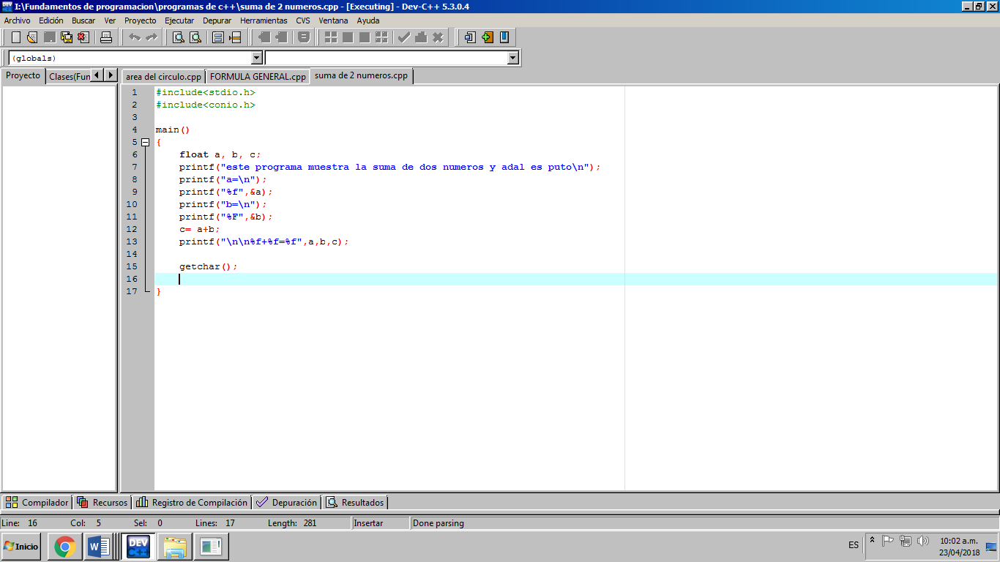 I:\Fundamentos de programacion\programas de c++\suma de 2 numeros.cpp - [Executing] - Dev-C++ 5.3.0.4
Archivo Edición Buscar Ver Proyecto Ejecutar Depurar Herramientas CVS Ventana Ayuda
(globals)
Proyecto Clases(Fun area del circulo.cpp FORMULA GENERAL.cpp suma de 2 numeros.cpp
1 #include<stdio.h>
2 #include<conio.h>
3
4 main()
5 {
6 float a, b, c;
7 printf("este programa muestra la suma de dos numeros y adal es puto\n");
8 printf("a=\n");
9 printf("%f",&a);
10 printf("b=\n");
11 printf("%F",&b);
12 c= a+b;
13 printf("\n\n%f+%f=%f",a,b,c);
14
15 getchar();
16
17 }
Compilador Recursos Registro de Compilación Depuración Resultados
Line: 16 Col: 5 Sel: 0 Lines: 17 Length: 281 Insertar Done parsing
Inicio DEV C++ ES 10:02 a.m.
23/04/2018